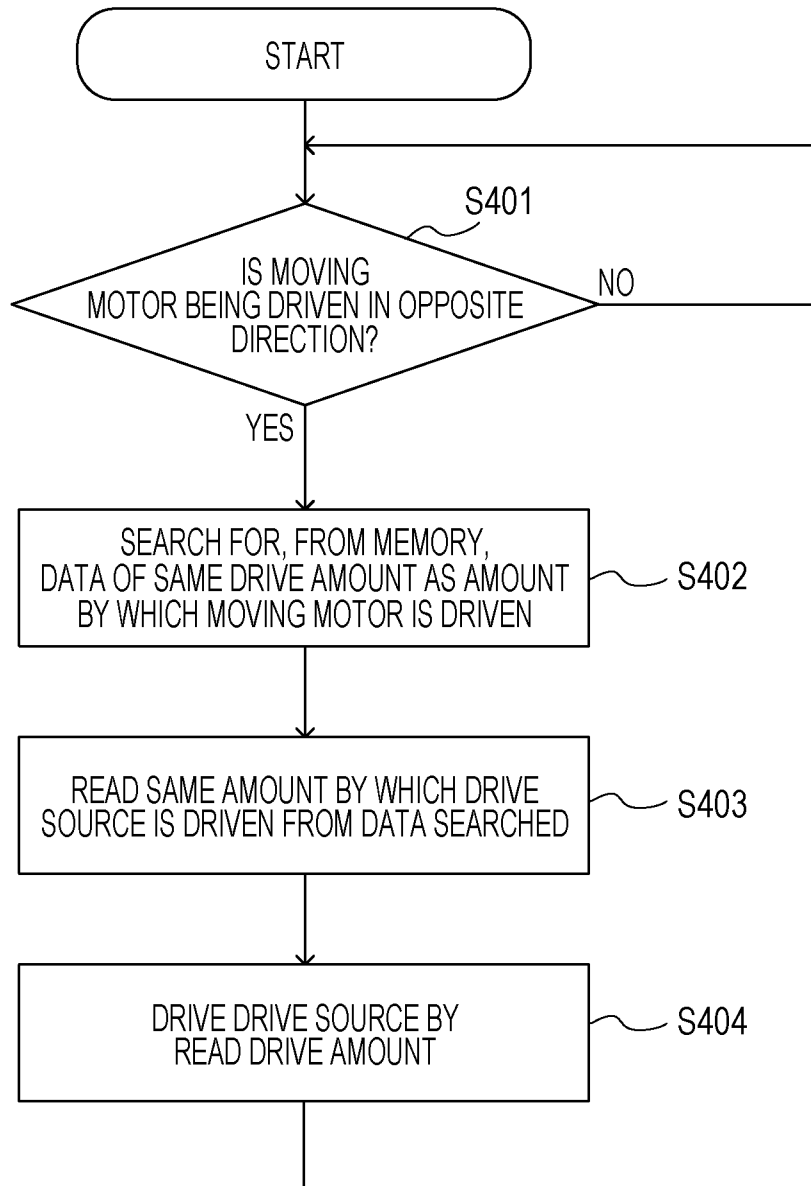 START
S401
IS MOVING
MOTOR BEING DRIVEN IN OPPOSITE
DIRECTION?
NO
YES
SEARCH FOR, FROM MEMORY,
DATA OF SAME DRIVE AMOUNT AS AMOUNT
BY WHICH MOVING MOTOR IS DRIVEN
S402
READ SAME AMOUNT BY WHICH DRIVE
SOURCE IS DRIVEN FROM DATA SEARCHED
S403
DRIVE DRIVE SOURCE BY
READ DRIVE AMOUNT
S404